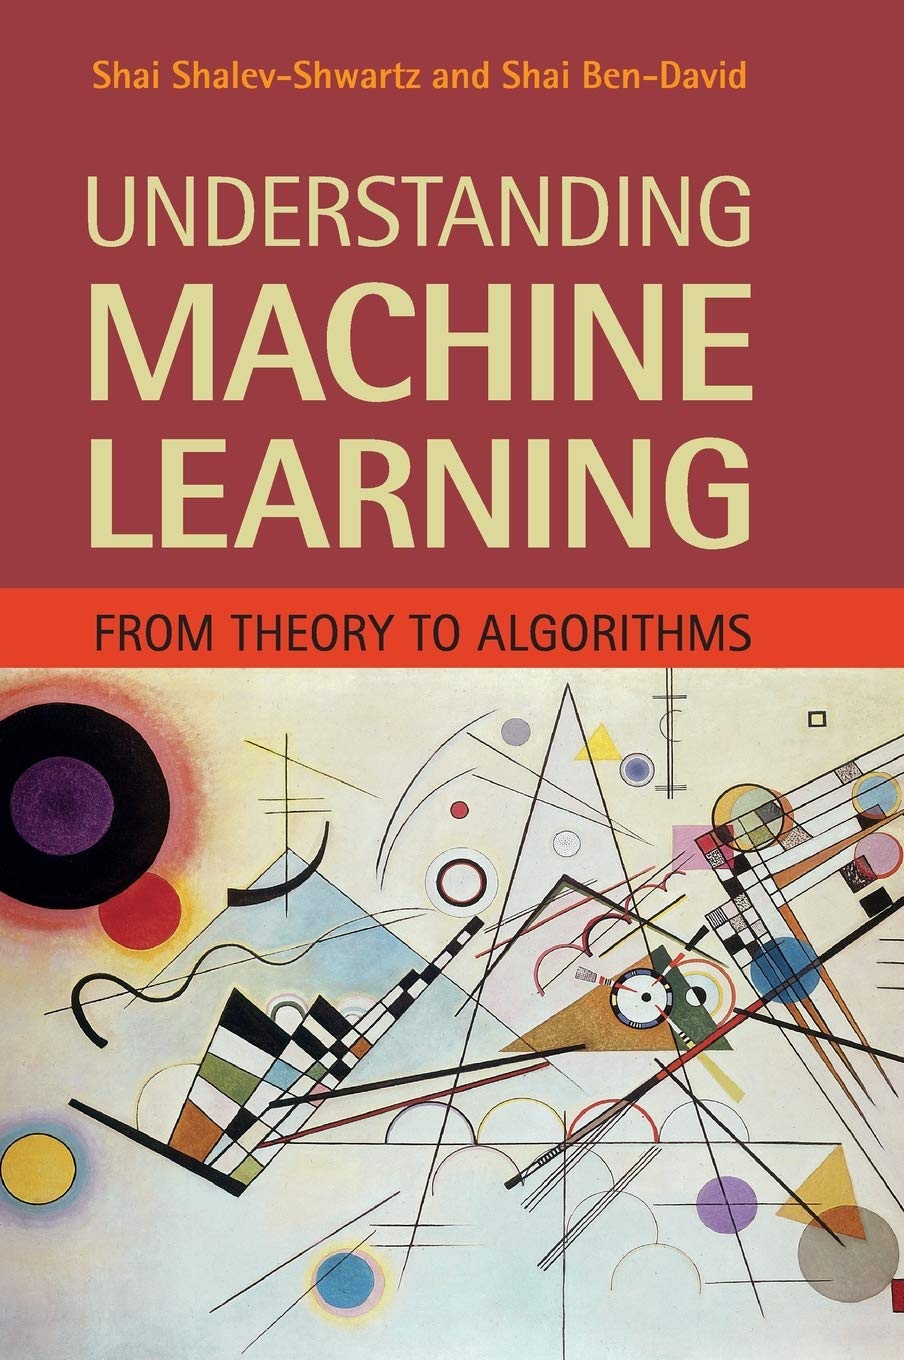 Shai Shalev-Shwartz and Shai Ben-David
UNDERSTANDING
MACHINE
LEARNING
FROM THEORY TO ALGORITHMS